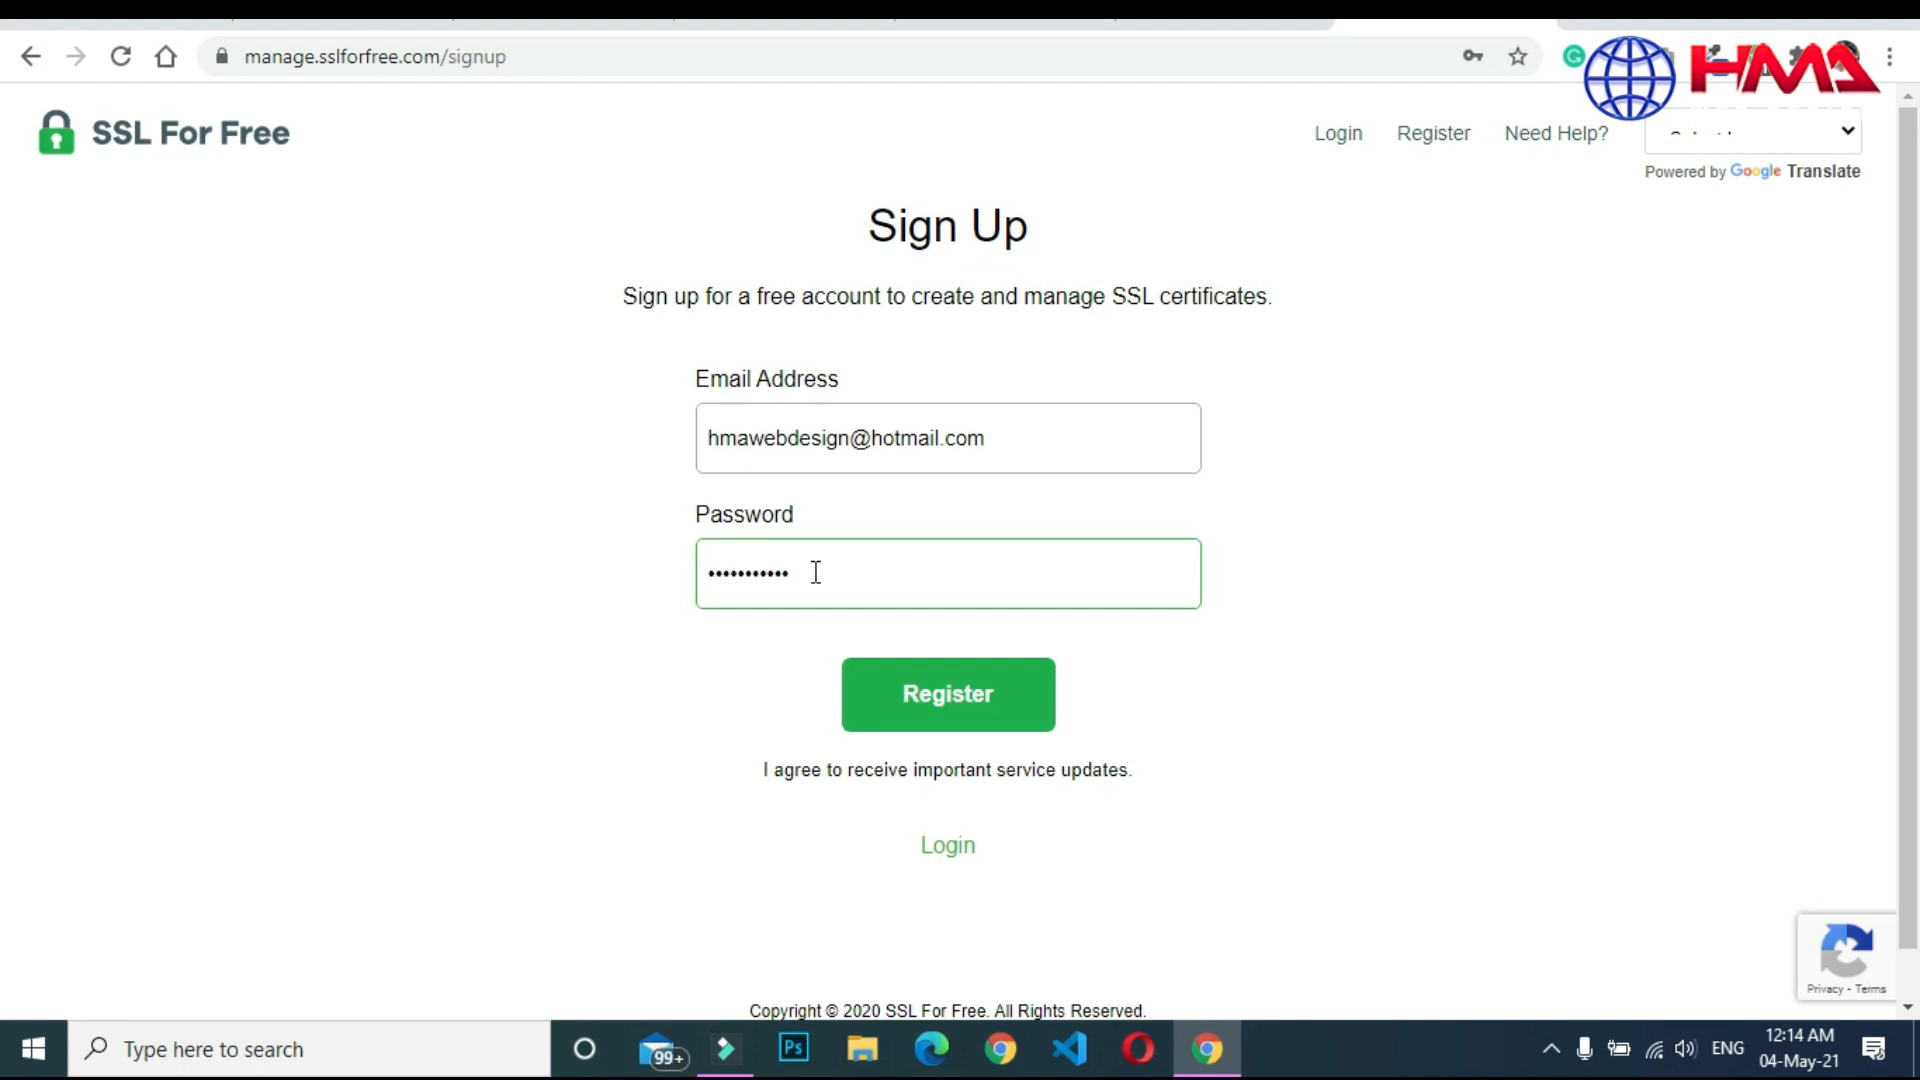 manage.sslforfree.com/signup
HMA
SSL For Free
Login
Register
Need Help?
Powered by Google Translate
Sign Up
Sign up for a free account to create and manage SSL certificates.
Email Address
hmawebdesign@hotmail.com
Password
•••••••••••
Register
I agree to receive important service updates.
Login
Privacy - Terms
Copyright © 2020 SSL For Free. All Rights Reserved.
Type here to search
99+
Ps
ENG
12:14 AM
04-May-21